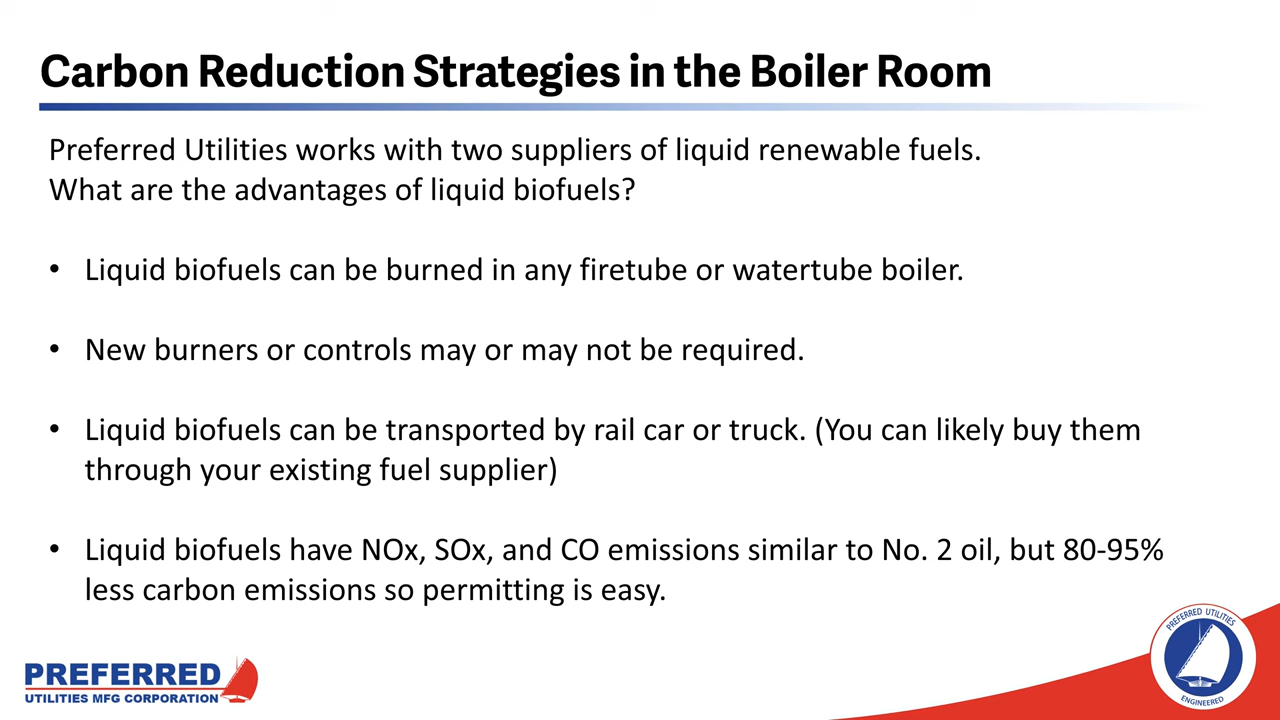 Carbon Reduction Strategies in the Boiler Room
Preferred Utilities works with two suppliers of liquid renewable fuels.
What are the advantages of liquid biofuels?
• Liquid biofuels can be burned in any firetube or watertube boiler.
• New burners or controls may or may not be required.
• Liquid biofuels can be transported by rail car or truck. (You can likely buy them
through your existing fuel supplier)
• Liquid biofuels have NOx, SOx, and CO emissions similar to No. 2 oil, but 80-95%
less carbon emissions so permitting is easy.
PREFERRED
UTILITIES MFG CORPORATION
PREFERRED UTILITIES
ENGINEERED